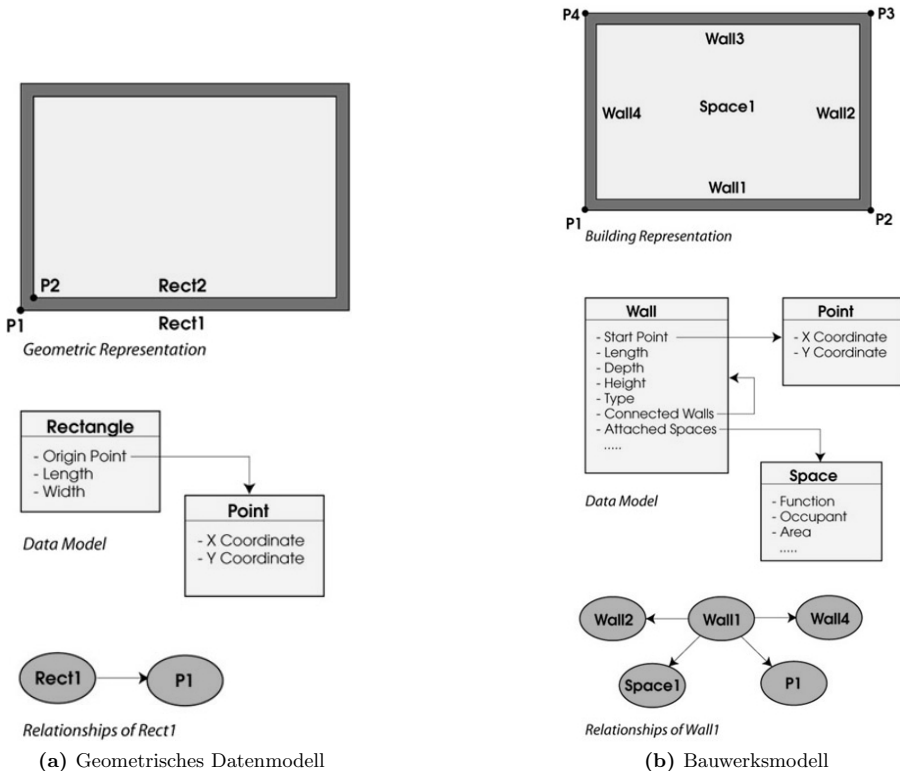 P2
Rect2
P1
Rect1
Geometric Representation
Rectangle
- Origin Point
- Length
- Width
Point
- X Coordinate
- Y Coordinate
Data Model
Rect1
P1
Relationships of Rect1
(a) Geometrisches Datenmodell
P4
P3
Wall3
Wall4
Space1
Wall2
Wall1
P1
P2
Building Representation
Wall
- Start Point
- Length
- Depth
- Height
- Type
- Connected Walls
- Attached Spaces
.....
Point
- X Coordinate
- Y Coordinate
Space
- Function
- Occupant
- Area
.....
Data Model
Wall2
Wall1
Wall4
Space1
P1
Relationships of Wall1
(b) Bauwerksmodell